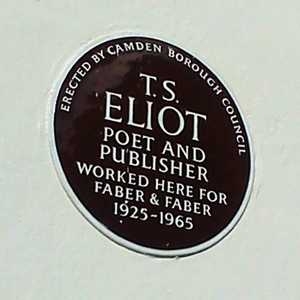 ERECTED BY CAMDEN BOROUGH COUNCIL
T.S.
ELIOT
POET AND
PUBLISHER
WORKED HERE FOR
FABER & FABER
1925-1965